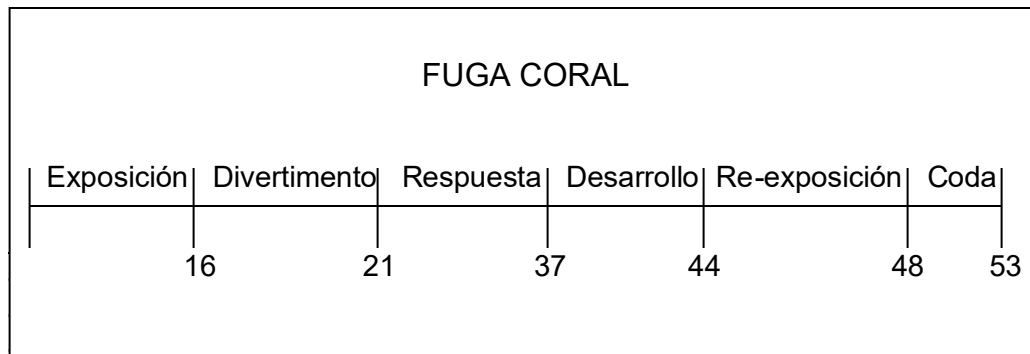 FUGA CORAL
Exposición Divertimento Respuesta Desarrollo Re-exposición Coda
16 21 37 44 48 53